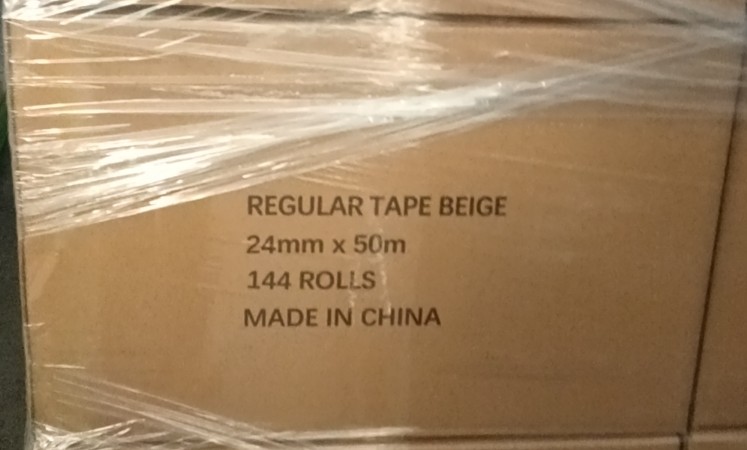 REGULAR TAPE BEIGE
24mm x 50m
144 ROLLS
MADE IN CHINA